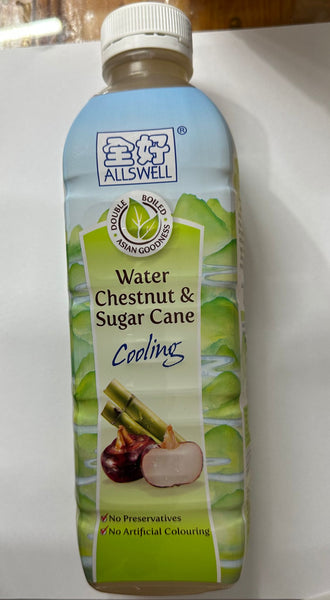 全好®
ALLSWELL
DOUBLE BOILED
ASIAN GOODNESS
Water
Chestnut &
Sugar Cane
Cooling
No Preservatives
No Artificial Colouring